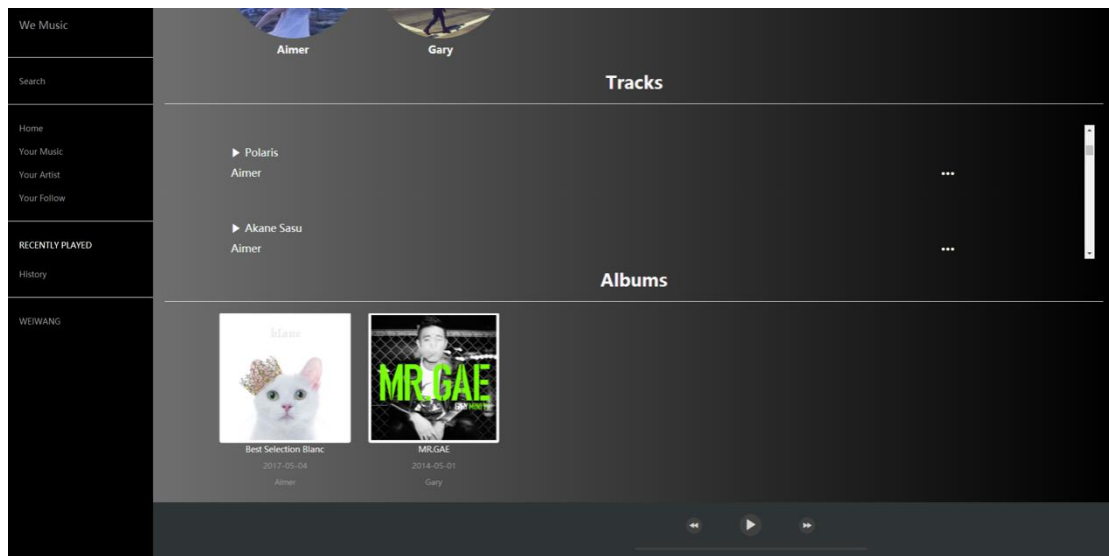 We Music
Search
Home
Your Music
Your Artist
Your Follow
RECENTLY PLAYED
History
WEIWANG
Aimer
Gary
Tracks
Polaris
Aimer
Akane Sasu
Aimer
Albums
blanc
MR.GAE
Best Selection Blanc
2017-05-04
Aimer
MR.GAE
2014-05-01
Gary